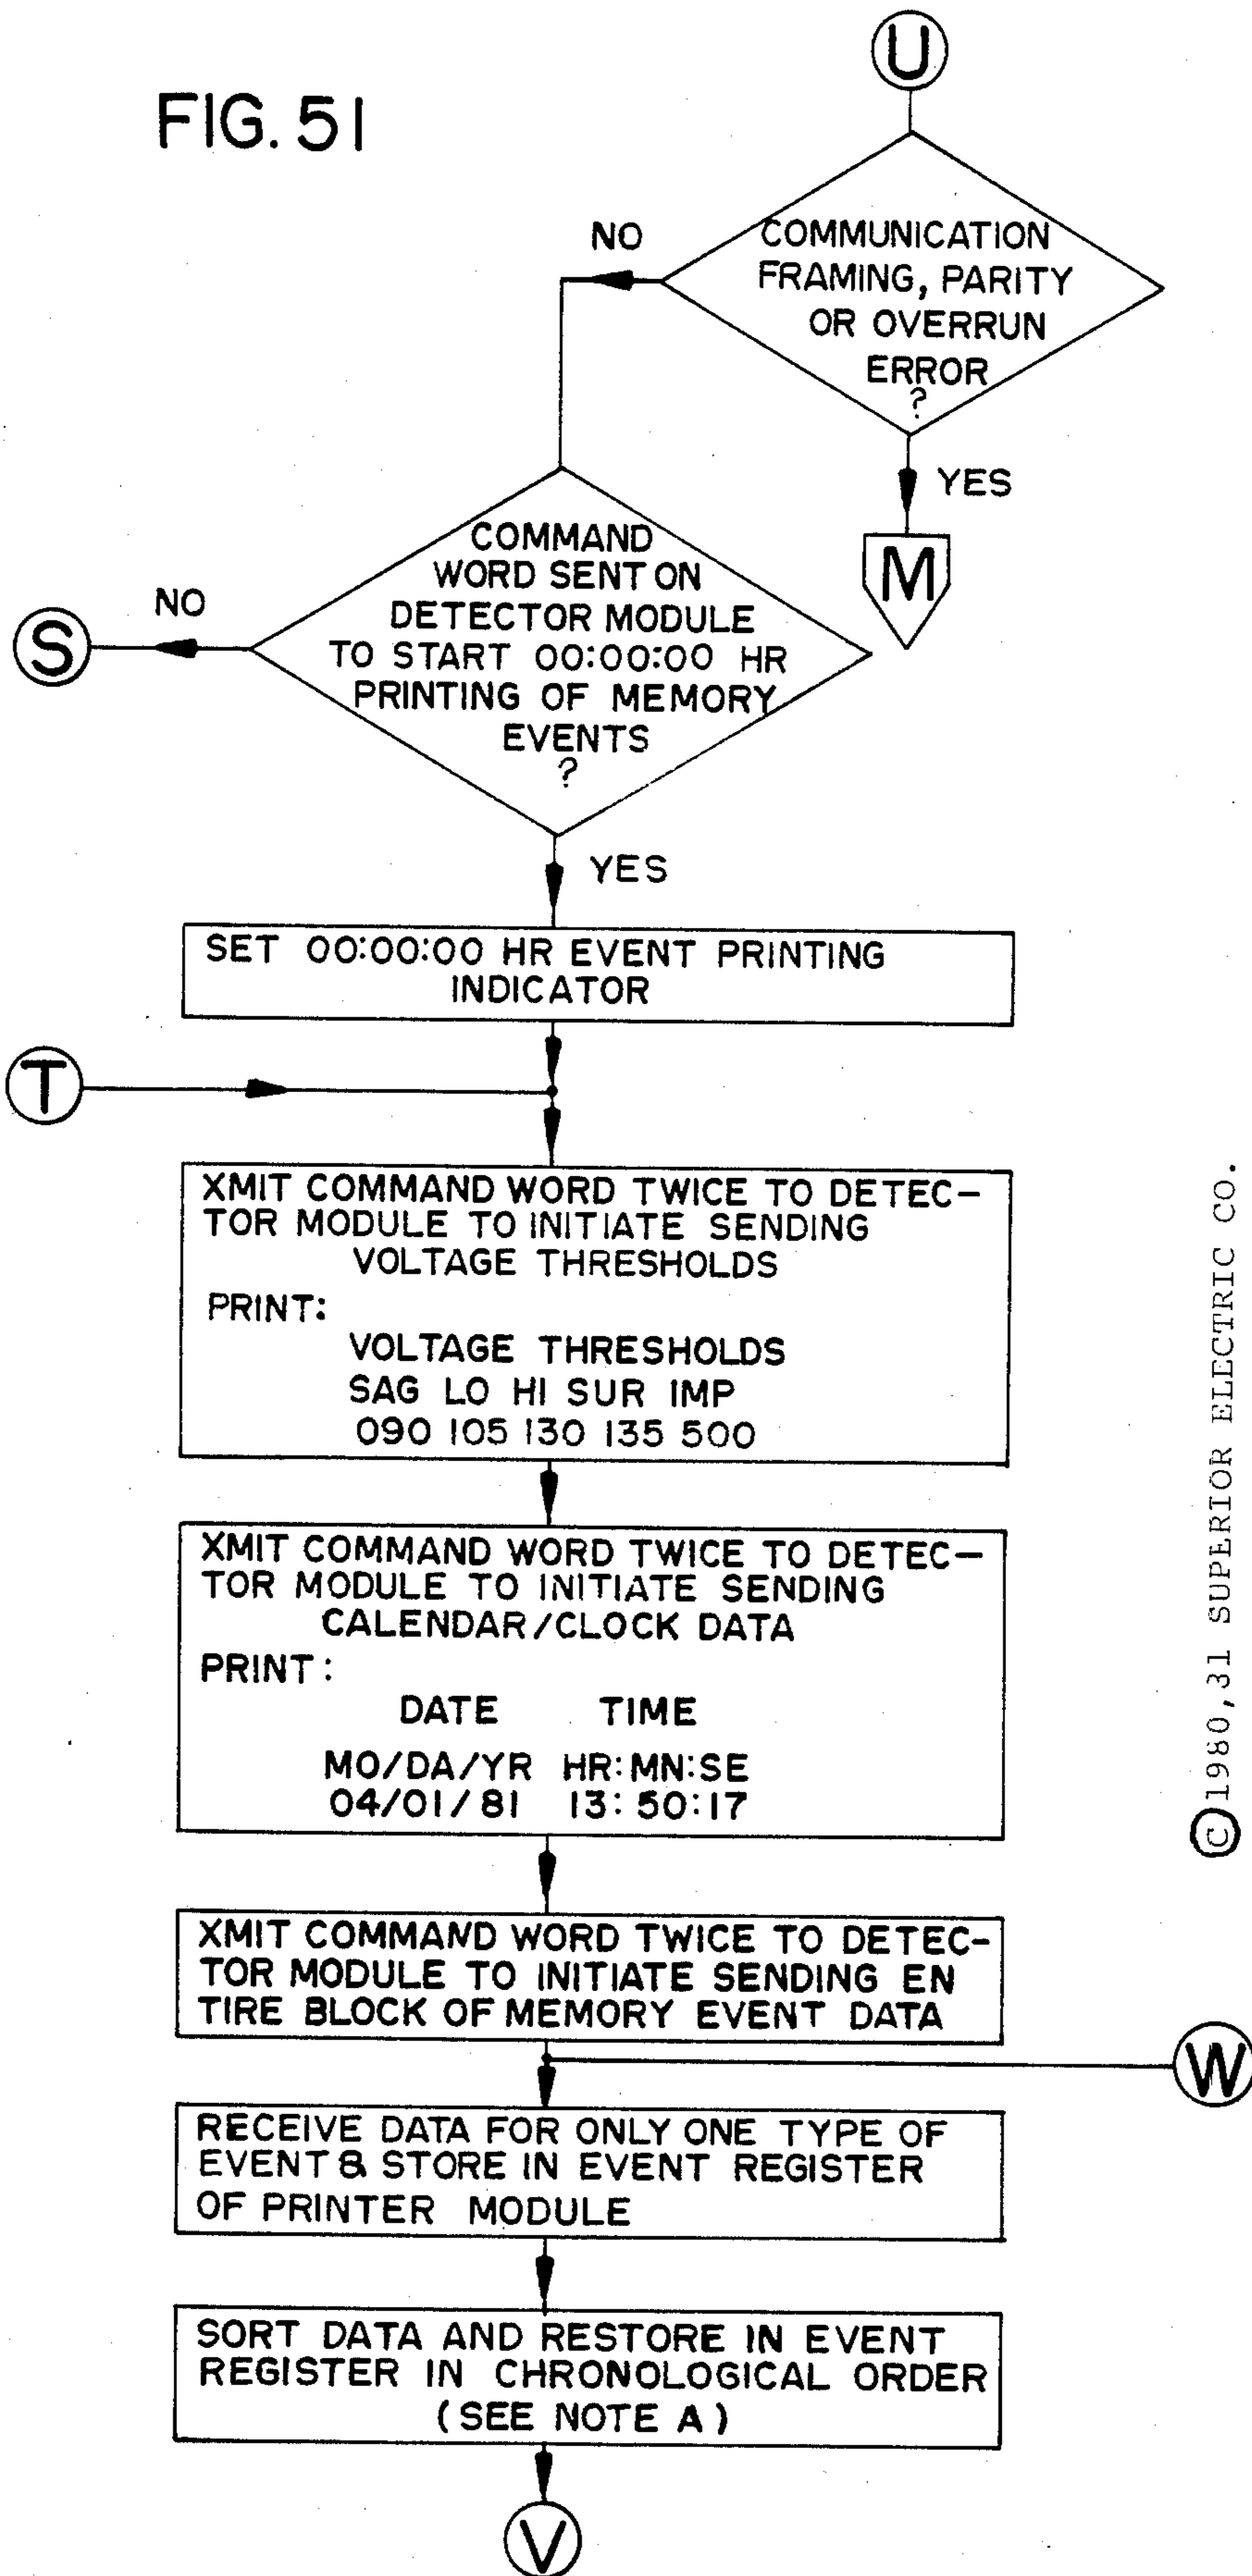 U
FIG. 51
NO
COMMUNICATION
FRAMING, PARITY
OR OVERRUN
ERROR
?
YES
M
COMMAND
WORD SENT ON
DETECTOR MODULE
TO START 00:00:00 HR
PRINTING OF MEMORY
EVENTS
?
NO
S
YES
SET 00:00:00 HR EVENT PRINTING
INDICATOR
T
XMIT COMMAND WORD TWICE TO DETEC-
TOR MODULE TO INITIATE SENDING
VOLTAGE THRESHOLDS
PRINT:
VOLTAGE THRESHOLDS
SAG LO HI SUR IMP
090 105 130 135 500
XMIT COMMAND WORD TWICE TO DETEC-
TOR MODULE TO INITIATE SENDING
CALENDAR/CLOCK DATA
PRINT:
DATE TIME
MO/DA/YR HR:MN:SE
04/01/81 13:50:17
XMIT COMMAND WORD TWICE TO DETEC-
TOR MODULE TO INITIATE SENDING EN
TIRE BLOCK OF MEMORY EVENT DATA
W
RECEIVE DATA FOR ONLY ONE TYPE OF
EVENT & STORE IN EVENT REGISTER
OF PRINTER MODULE
SORT DATA AND RESTORE IN EVENT
REGISTER IN CHRONOLOGICAL ORDER
(SEE NOTE A)
V
©1980,31 SUPERIOR ELECTRIC CO.